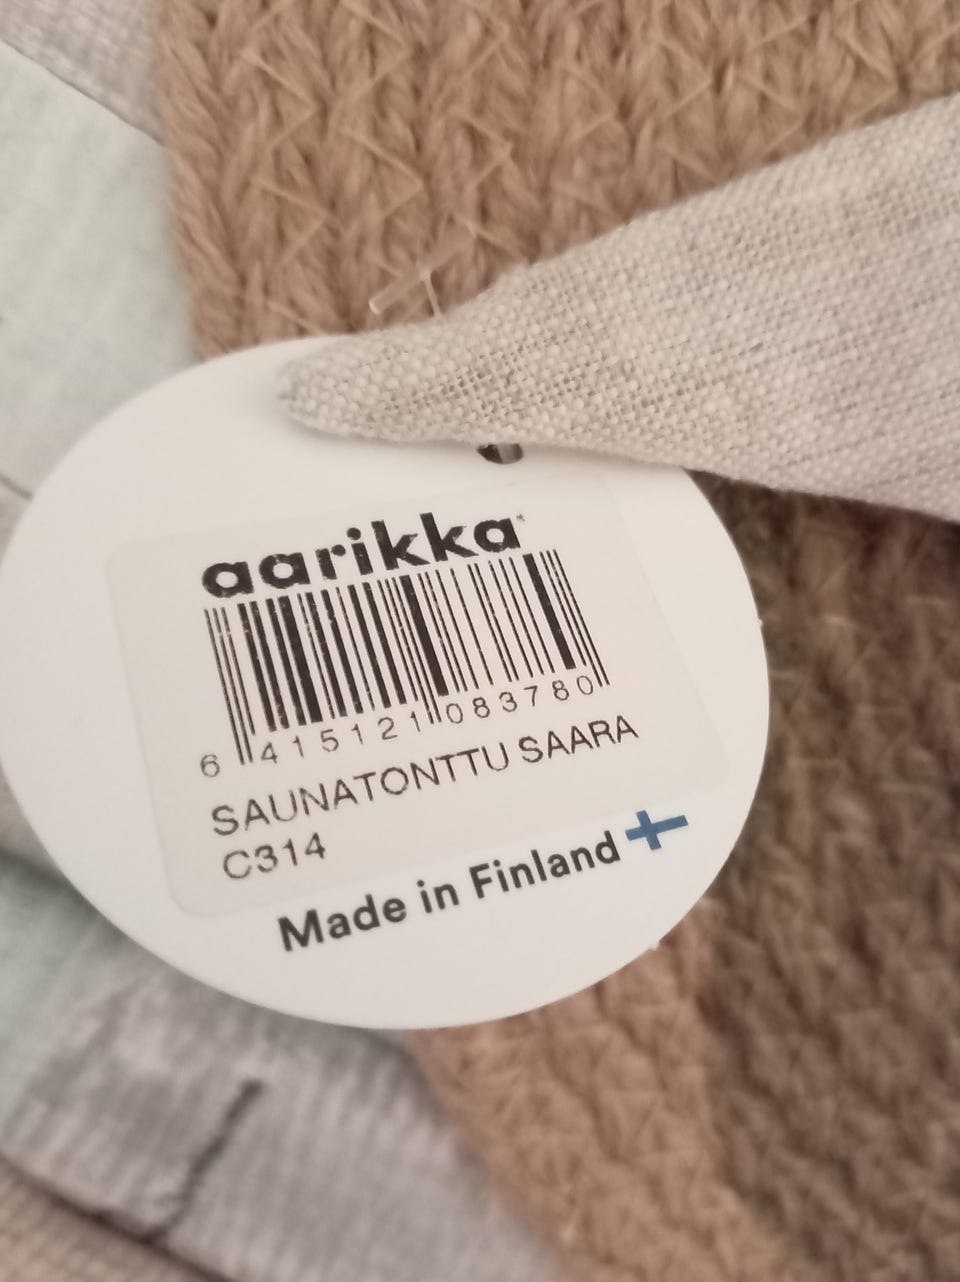 aarikka
6 415121 083780
SAUNATONTTU SAARA
C314
Made in Finland